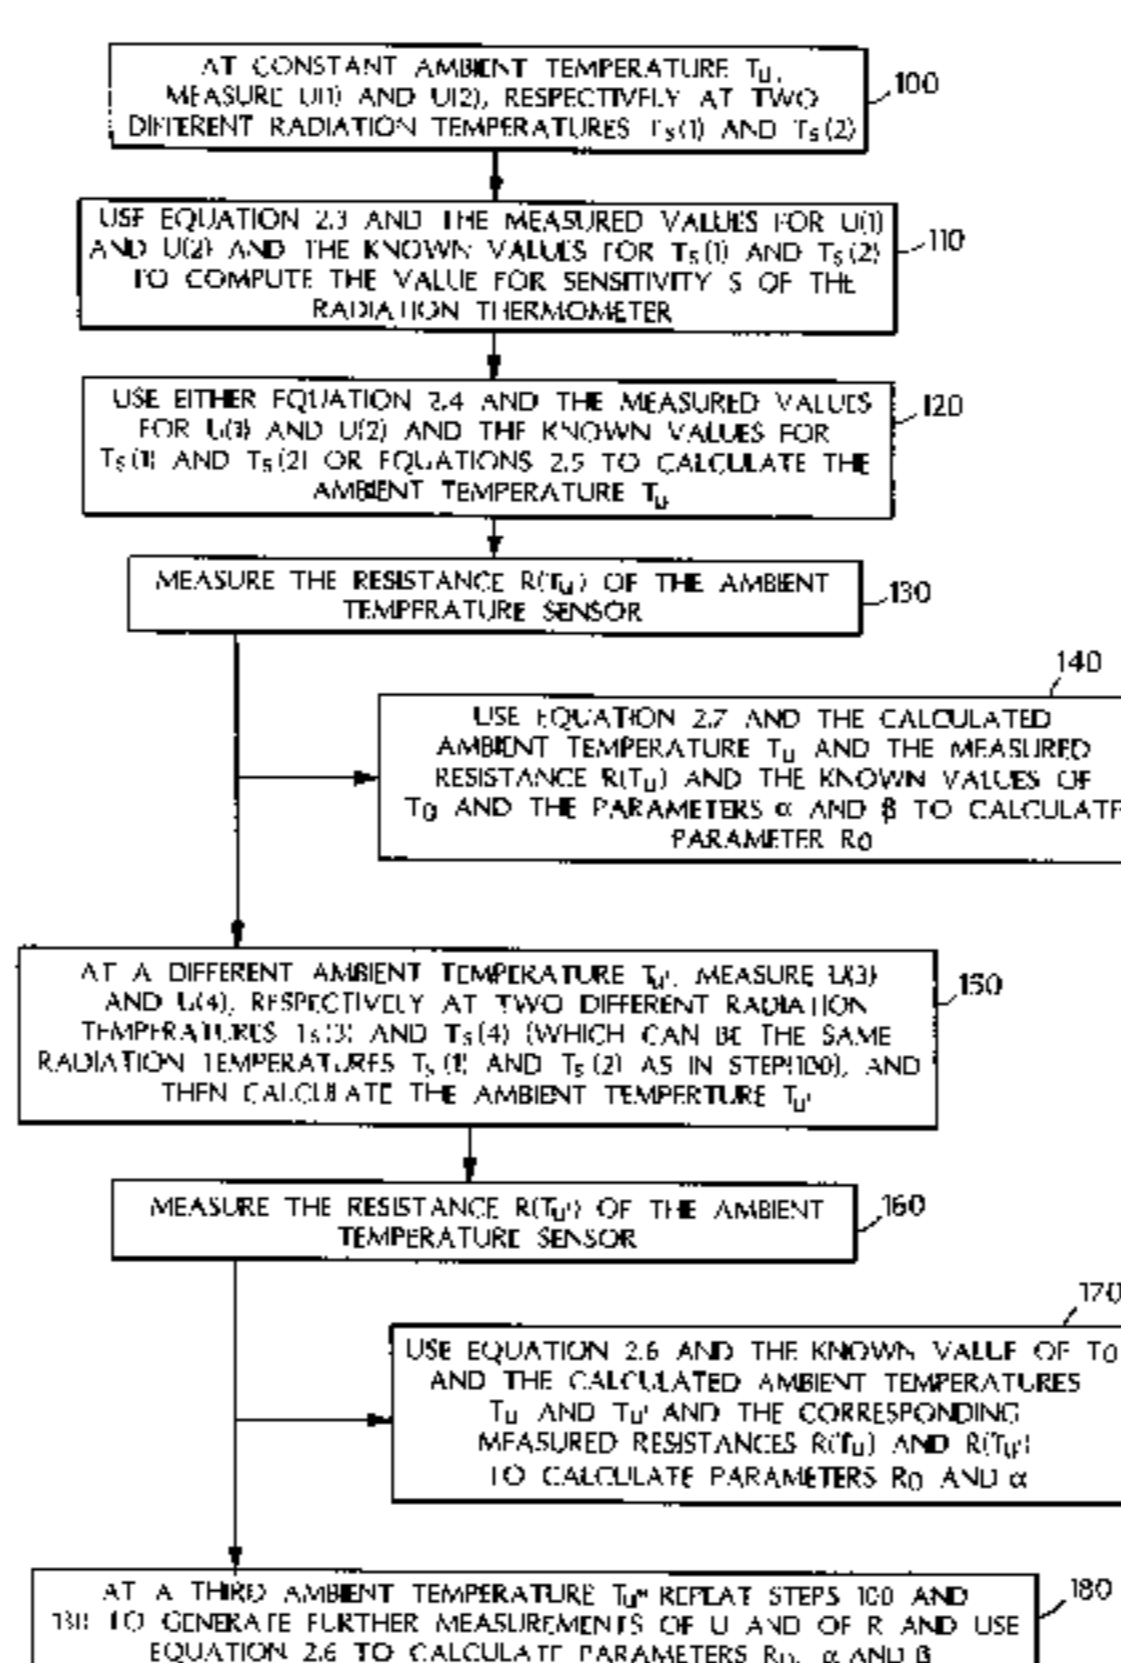 AT CONSTANT AMBIENT TEMPERATURE TU,
MEASURE U(1) AND U(2), RESPECTIVELY AT TWO
DIFFERENT RADIATION TEMPERATURES TS(1) AND TS(2)
100
USE EQUATION 2.3 AND THE MEASURED VALUES FOR U(1)
AND U(2) AND THE KNOWN VALUES FOR TS(1) AND TS(2)
TO COMPUTE THE VALUE FOR SENSITIVITY S OF THE
RADIATION THERMOMETER
110
USE EITHER EQUATION 2.4 AND THE MEASURED VALUES
FOR U(1) AND U(2) AND THE KNOWN VALUES FOR
TS(1) AND TS(2) OR EQUATIONS 2.5 TO CALCULATE THE
AMBIENT TEMPERATURE TU
120
MEASURE THE RESISTANCE R(TU) OF THE AMBIENT
TEMPERATURE SENSOR
130
140
USE EQUATION 2.7 AND THE CALCULATED
AMBIENT TEMPERATURE TU AND THE MEASURED
RESISTANCE R(TU) AND THE KNOWN VALUES OF
T0 AND THE PARAMETERS α AND β TO CALCULATE
PARAMETER R0
AT A DIFFERENT AMBIENT TEMPERATURE TU', MEASURE U(3)
AND U(4), RESPECTIVELY AT TWO DIFFERENT RADIATION
TEMPERATURES TS(3) AND TS(4) (WHICH CAN BE THE SAME
RADIATION TEMPERATURES TS(1) AND TS(2) AS IN STEP(100), AND
THEN CALCULATE THE AMBIENT TEMPERTURE TU'
150
MEASURE THE RESISTANCE R(TU') OF THE AMBIENT
TEMPERATURE SENSOR
160
170
USE EQUATION 2.6 AND THE KNOWN VALUE OF T0
AND THE CALCULATED AMBIENT TEMPERATURES
TU AND TU' AND THE CORRESPONDING
MEASURED RESISTANCES R(TU) AND R(TU')
TO CALCULATE PARAMETERS R0 AND α
AT A THIRD AMBIENT TEMPERATURE TU" REPEAT STEPS 100 AND
130 TO GENERATE FURTHER MEASUREMENTS OF U AND OF R AND USE
EQUATION 2.6 TO CALCULATE PARAMETERS R0, α AND β
180